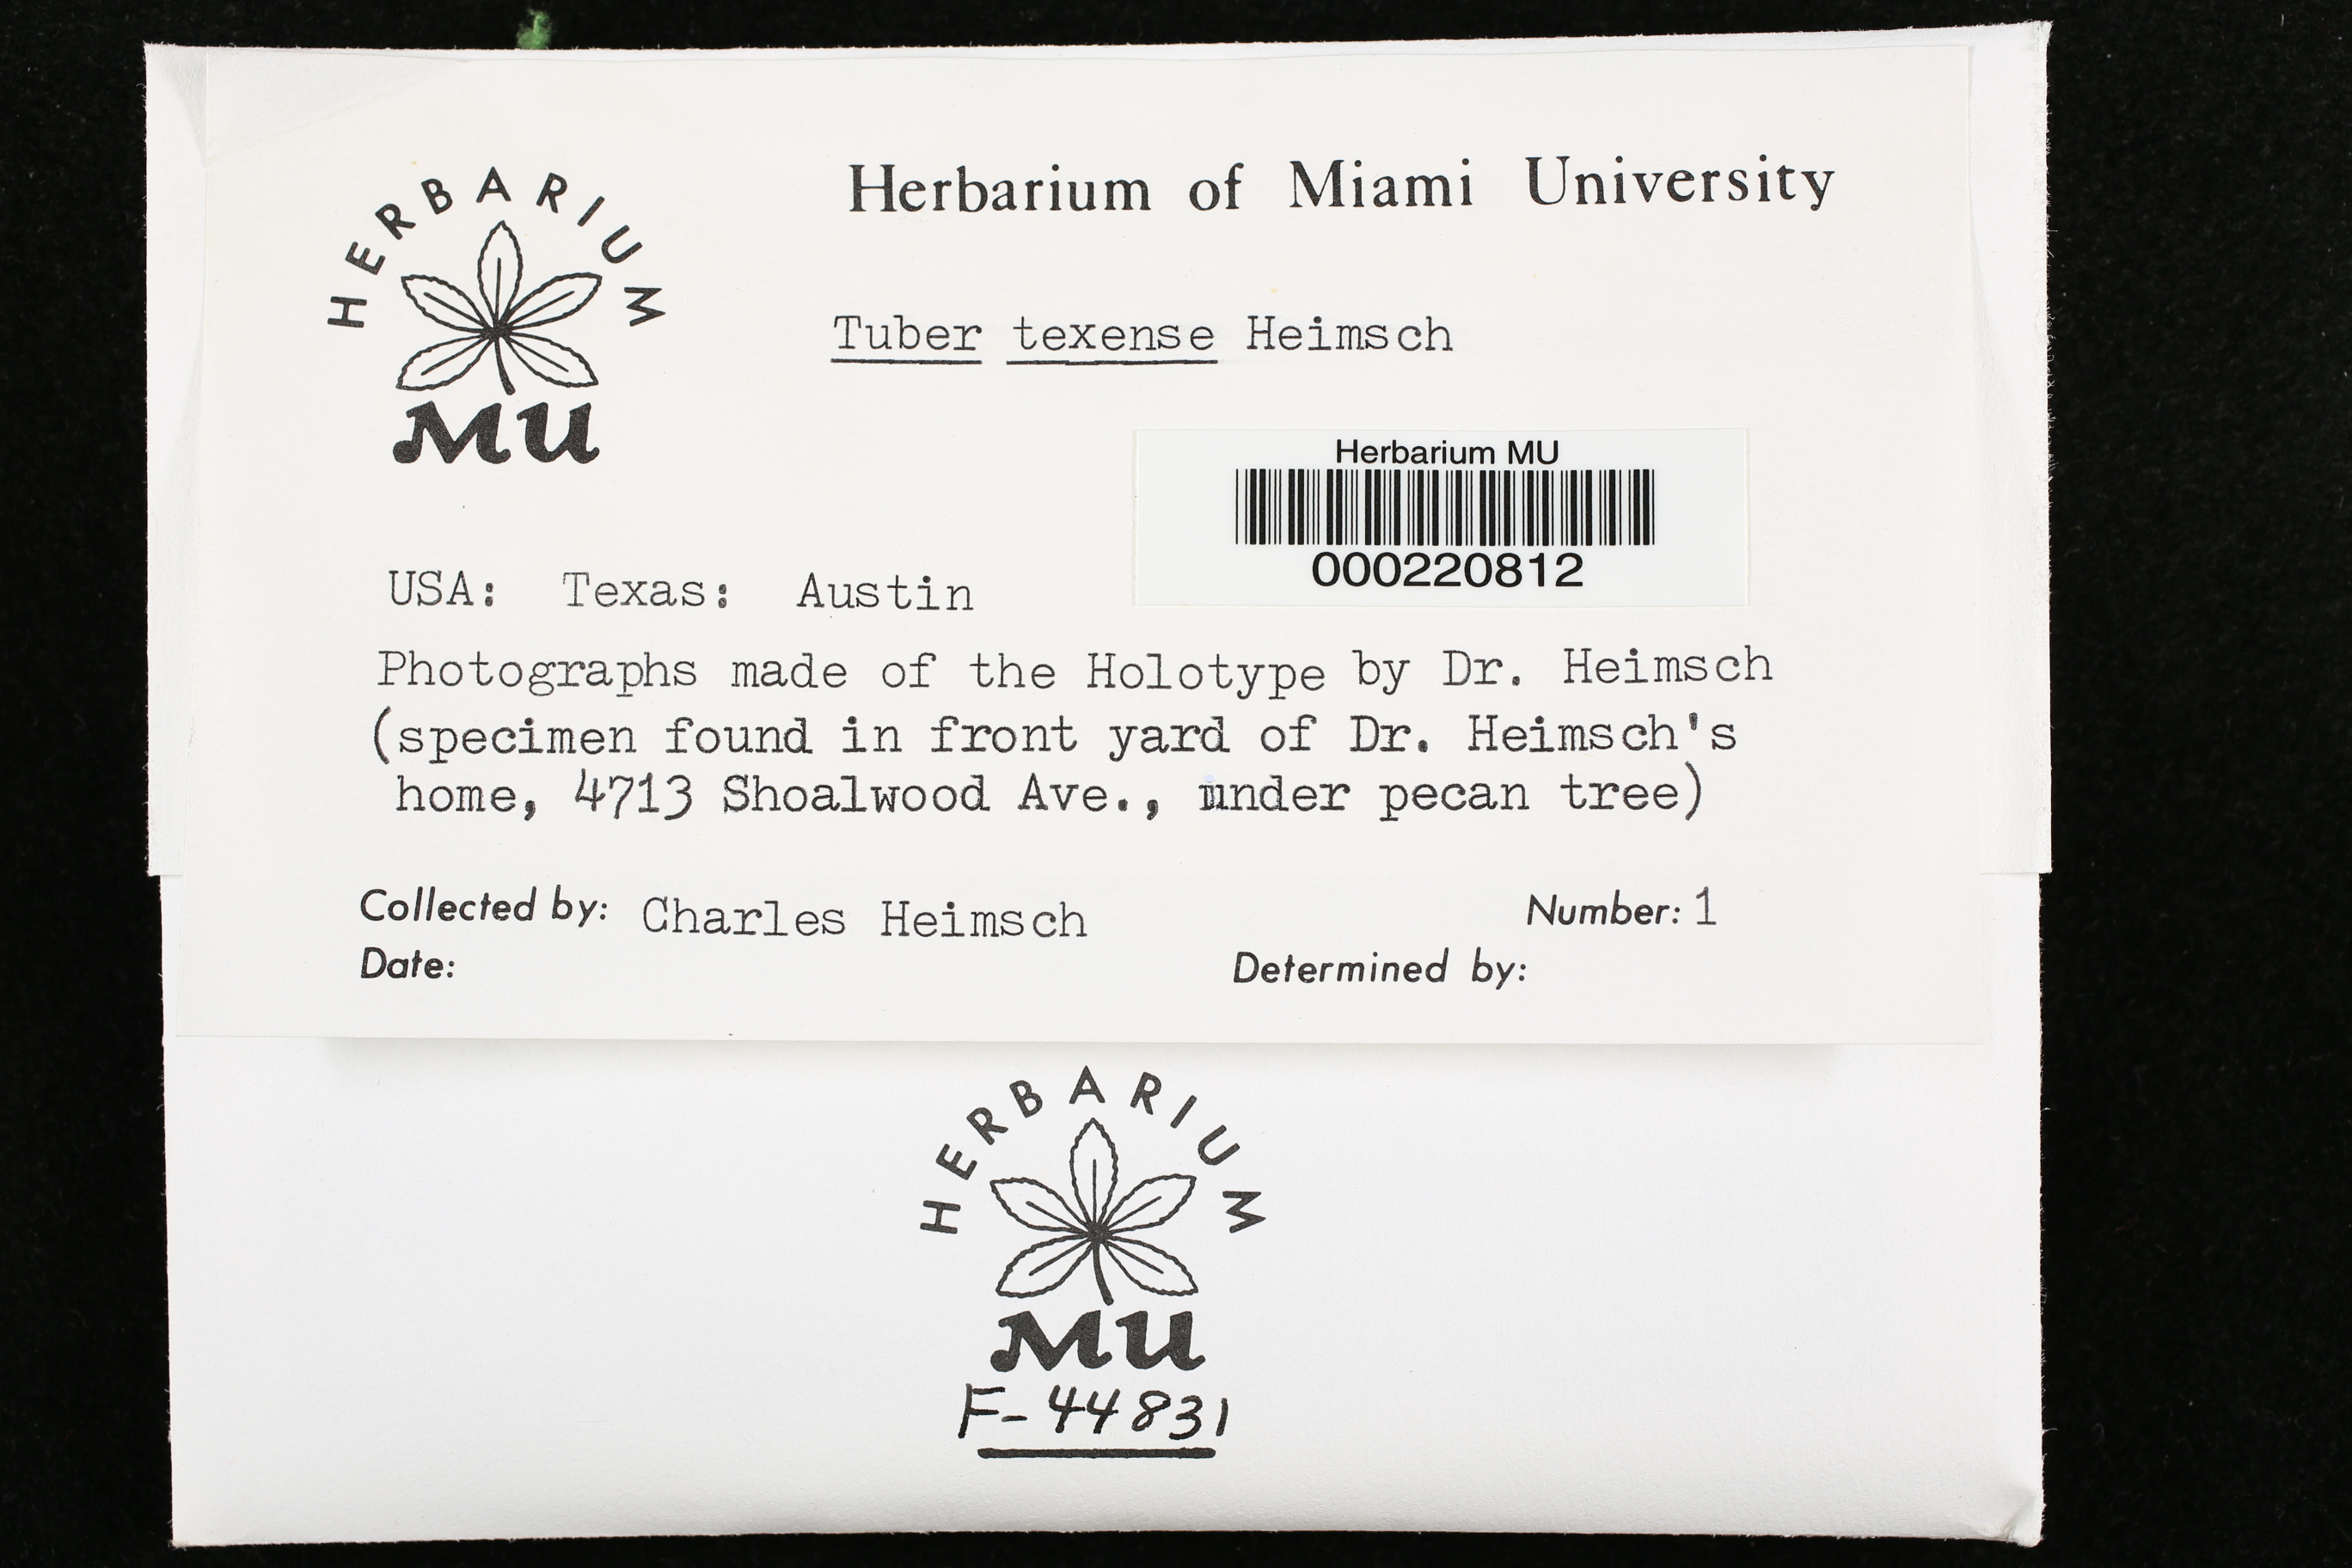 Herbarium of Miami University
HERBARIUM
MU
Tuber texense Heimsch
Herbarium MU
000220812
USA: Texas: Austin
Photographs made of the Holotype by Dr. Heimsch
(specimen found in front yard of Dr. Heimsch's
home, 4713 Shoalwood Ave., under pecan tree)
Collected by: Charles Heimsch
Number: 1
Date:
Determined by:
HERBARIUM
MU
F-44831